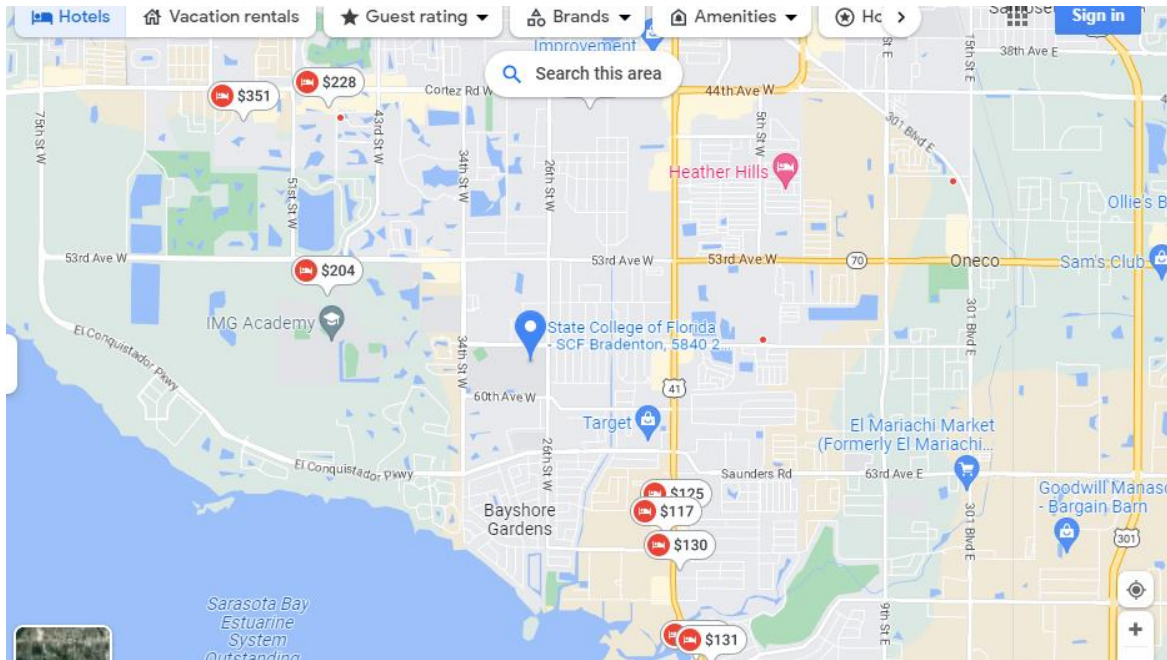 Hotels
Vacation rentals
Guest rating
Brands
Amenities
Sign in
Improvement
Search this area
38th Ave E
15th St E
$351
$228
Cortez Rd W
44th Ave W
75th St W
43rd St W
34th St W
26th St W
5th St W
301 Blvd E
Heather Hills
51st St W
Ollie's B
53rd Ave W
$204
53rd Ave W
53rd Ave W
70
Oneco
Sam's Club
IMG Academy
State College of Florida
- SCF Bradenton, 5840 2...
El Conquistador Pkwy
34th St W
301 Blvd E
41
60th Ave W
Target
El Mariachi Market
(Formerly El Mariachi...
26th St W
El Conquistador Pkwy
Saunders Rd
63rd Ave E
$125
$117
Goodwill Manaso
- Bargain Barn
Bayshore
Gardens
301 Blvd E
301
$130
Sarasota Bay
Estuarine
System
Outstanding
9th St E
$131